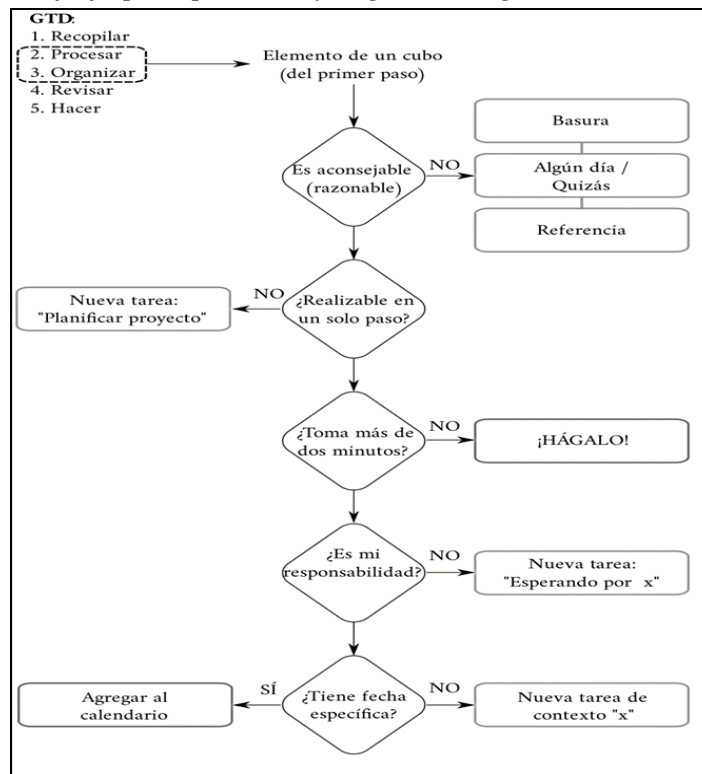 GTD:
1. Recopilar
2. Procesar
3. Organizar
4. Revisar
5. Hacer
Elemento de un cubo
(del primer paso)
Es aconsejable
(razonable)
NO
Basura
Algún día /
Quizás
Referencia
¿Realizable en
un solo paso?
NO
Nueva tarea:
"Planificar proyecto"
¿Toma más de
dos minutos?
NO
¡HÁGALO!
¿Es mi
responsabilidad?
NO
Nueva tarea:
"Esperando por x"
¿Tiene fecha
específica?
SÍ
Agregar al
calendario
NO
Nueva tarea de
contexto "x"